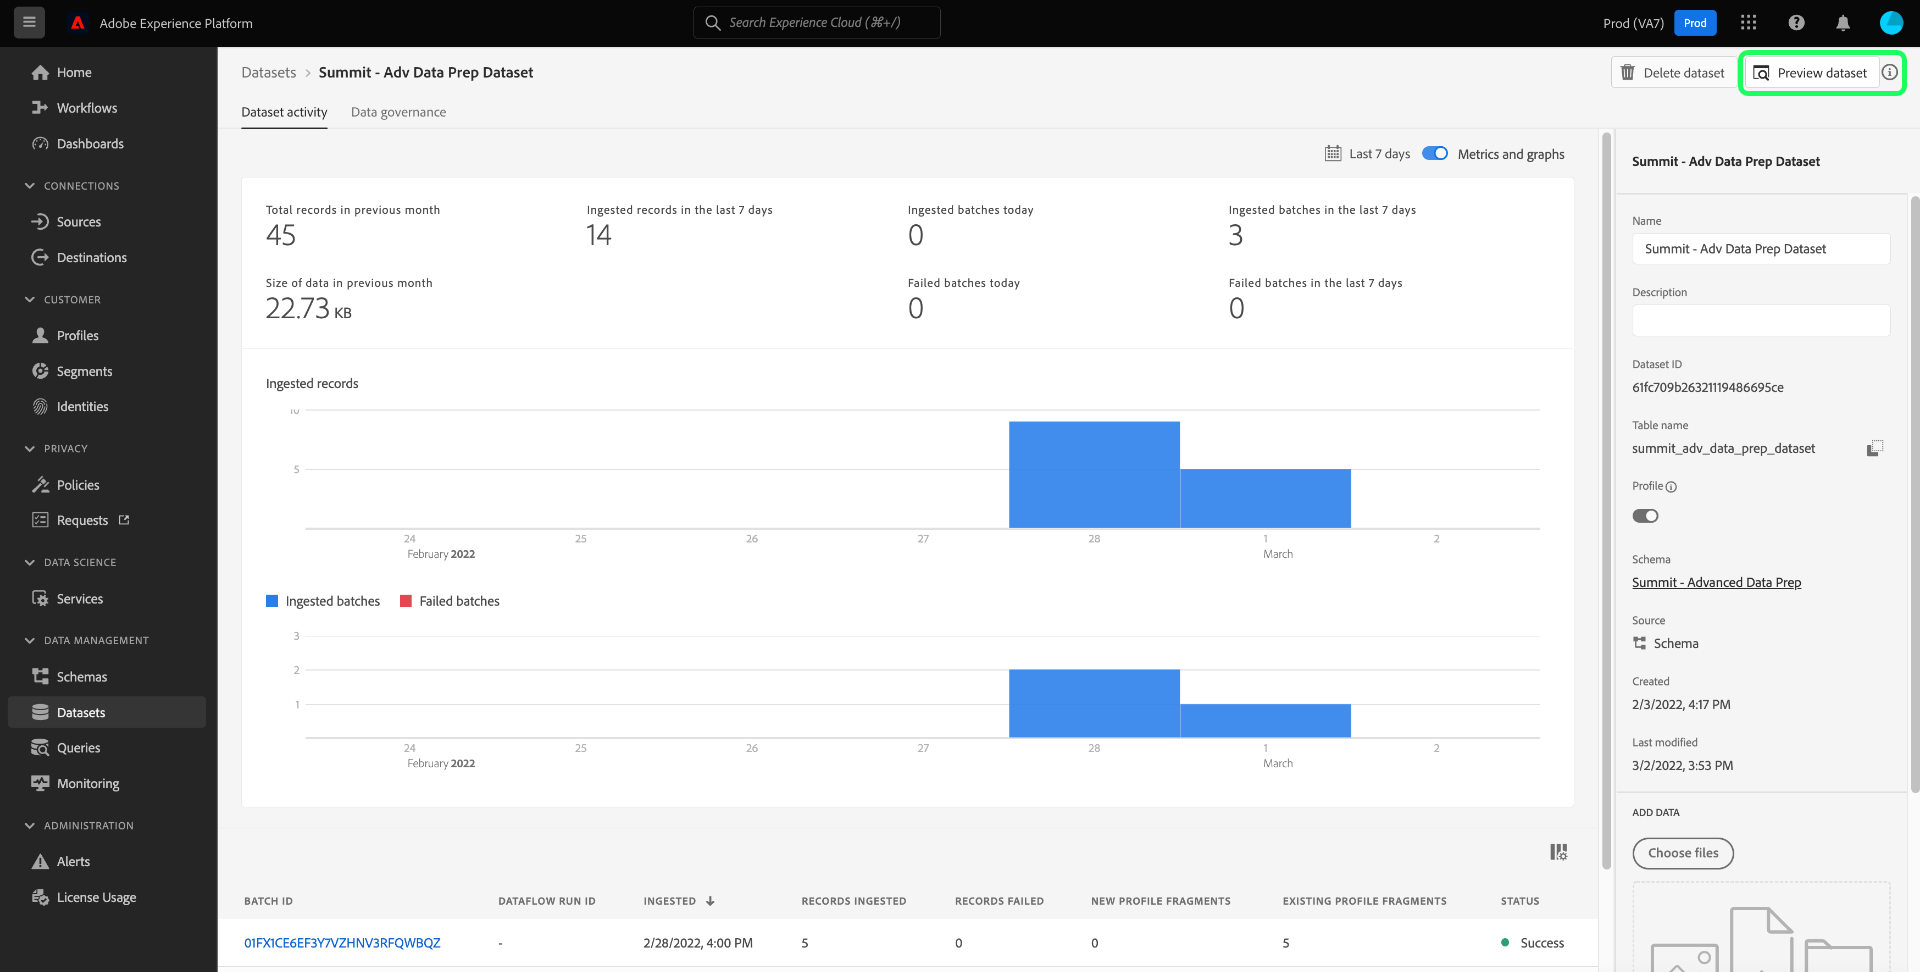 Adobe Experience Platform
Search Experience Cloud (⌘+/)
Prod (VA7)
Prod
Home
Workflows
Dashboards
CONNECTIONS
Sources
Destinations
CUSTOMER
Profiles
Segments
Identities
PRIVACY
Policies
Requests
DATA SCIENCE
Services
DATA MANAGEMENT
Schemas
Datasets
Queries
Monitoring
ADMINISTRATION
Alerts
License Usage
Datasets > Summit - Adv Data Prep Dataset
Delete dataset
Preview dataset
Dataset activity
Data governance
Last 7 days
Metrics and graphs
Total records in previous month
45
Ingested records in the last 7 days
14
Ingested batches today
0
Ingested batches in the last 7 days
3
Size of data in previous month
22.73 KB
Failed batches today
0
Failed batches in the last 7 days
0
Ingested records
10
5
24 25 26 27 28 1 2
February 2022 March
Ingested batches Failed batches
3
2
1
24 25 26 27 28 1 2
February 2022 March
BATCH ID DATAFLOW RUN ID INGESTED ↓ RECORDS INGESTED RECORDS FAILED NEW PROFILE FRAGMENTS EXISTING PROFILE FRAGMENTS STATUS
01FX1CE6EF3Y7VZHNV3RFQWBQZ - 2/28/2022, 4:00 PM 5 0 0 5 Success
Summit - Adv Data Prep Dataset
Name
Summit - Adv Data Prep Dataset
Description
Dataset ID
61fc709b26321119486695ce
Table name
summit_adv_data_prep_dataset
Profile
Schema
Summit - Advanced Data Prep
Source
Schema
Created
2/3/2022, 4:17 PM
Last modified
3/2/2022, 3:53 PM
ADD DATA
Choose files